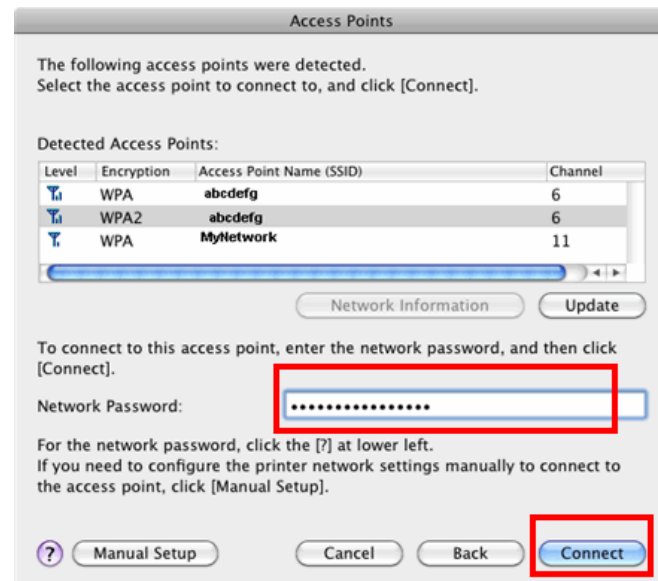 Access Points
The following access points were detected.
Select the access point to connect to, and click [Connect].
Detected Access Points:
Level Encryption Access Point Name (SSID) Channel
WPA abcdefg 6
WPA2 abcdefg 6
WPA MyNetwork 11
Network Information Update
To connect to this access point, enter the network password, and then click
[Connect].
Network Password: ••••••••••••••••
For the network password, click the [?] at lower left.
If you need to configure the printer network settings manually to connect to
the access point, click [Manual Setup].
? Manual Setup Cancel Back Connect